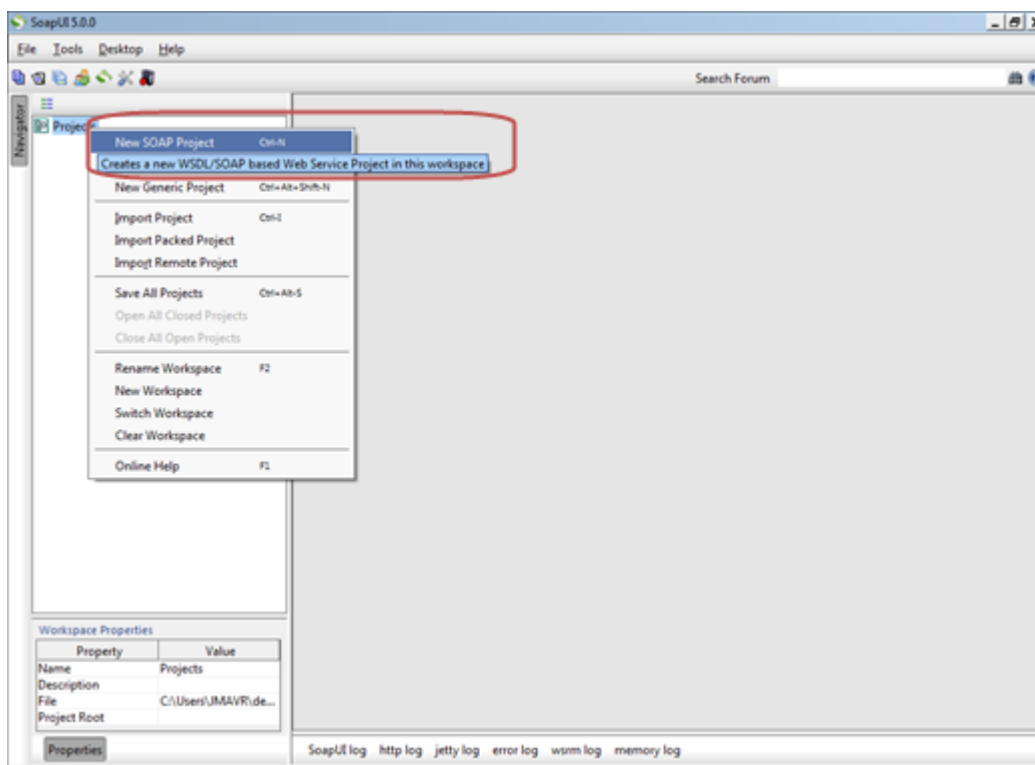 SoapUI 5.0.0
File Tools Desktop Help
Search Forum
Navigator
Projects
New SOAP Project Ctrl-N
Creates a new WSDL/SOAP based Web Service Project in this workspace
New Generic Project Ctrl+Alt+Shift-N
Import Project Ctrl-I
Import Packed Project
Import Remote Project
Save All Projects Ctrl+Alt-S
Open All Closed Projects
Close All Open Projects
Rename Workspace F2
New Workspace
Switch Workspace
Clear Workspace
Online Help F1
Workspace Properties
Property Value
Name Projects
Description
File C:\Users\JMAVR\de...
Project Root
Properties
SoapUI log http log jetty log error log wsrm log memory log